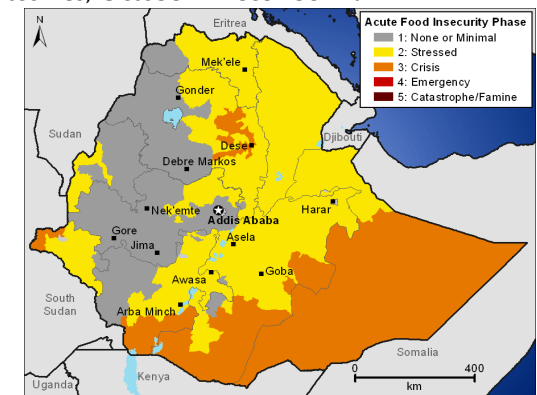 Eritrea
Acute Food Insecurity Phase
1: None or Minimal
2: Stressed
3: Crisis
4: Emergency
5: Catastrophe/Famine
N
Mek'ele
Gonder
Sudan
Dese
Djibouti
Debre Markos
Nek'emte
Addis Ababa
Harar
Gore
Jima
Asela
Awasa
Goba
South
Sudan
Arba Minch
Somalia
Uganda
Kenya
0 400
km